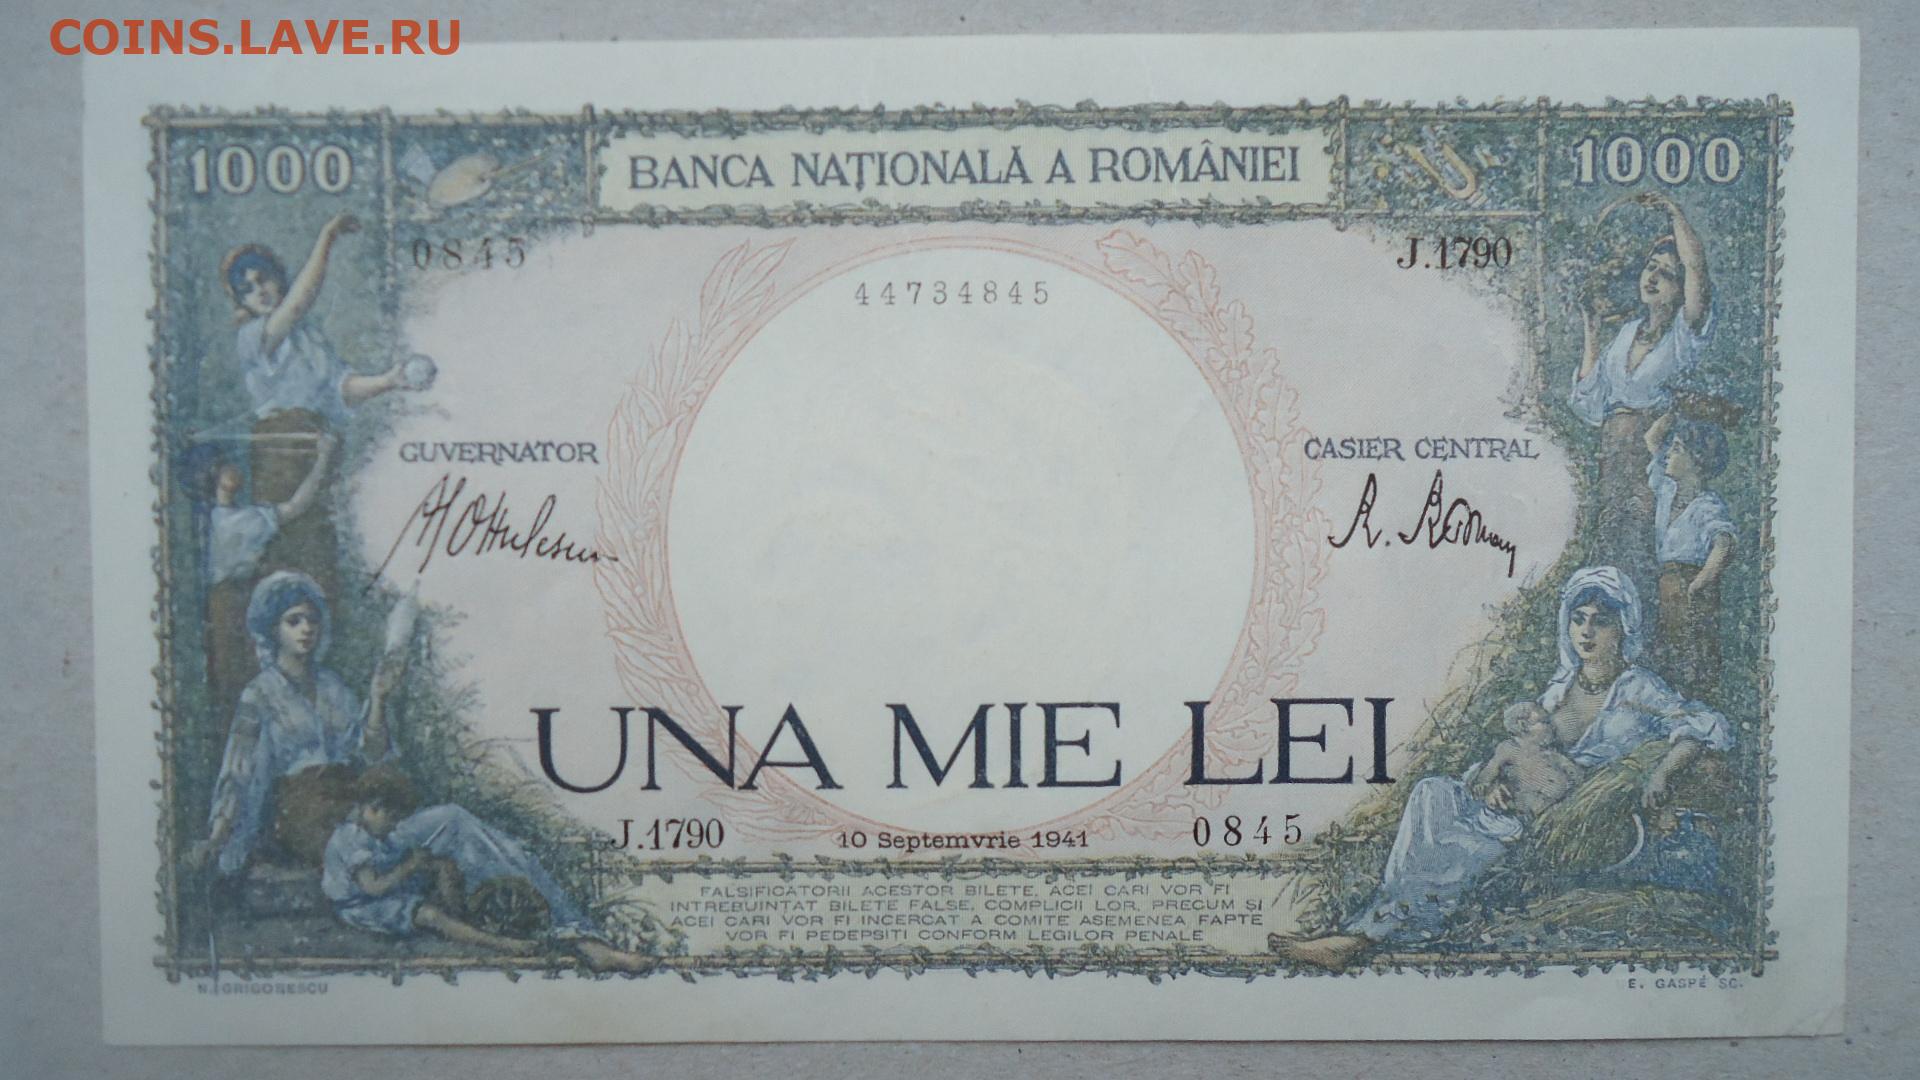 COINS.LAVE.RU
1000 BANCA NAȚIONALĂ A ROMÂNIEI 1000
0845 J.1790
44734845
GUVERNATOR CASIER CENTRAL
UNA MIE LEI
J.1790 10 Septemvrie 1941 0845
FALSIFICATORII ACESTOR BILETE, ACEI CARI VOR FI
INTREBUINTAT BILETE FALSE, COMPLICII LOR, PRECUM ȘI
ACEI CARI VOR FI INCERCAT A COMITE ASEMENEA FAPTE
VOR FI PEDEPSITI CONFORM LEGILOR PENALE
N. GRIGORESCU E. GASPÉ SC.